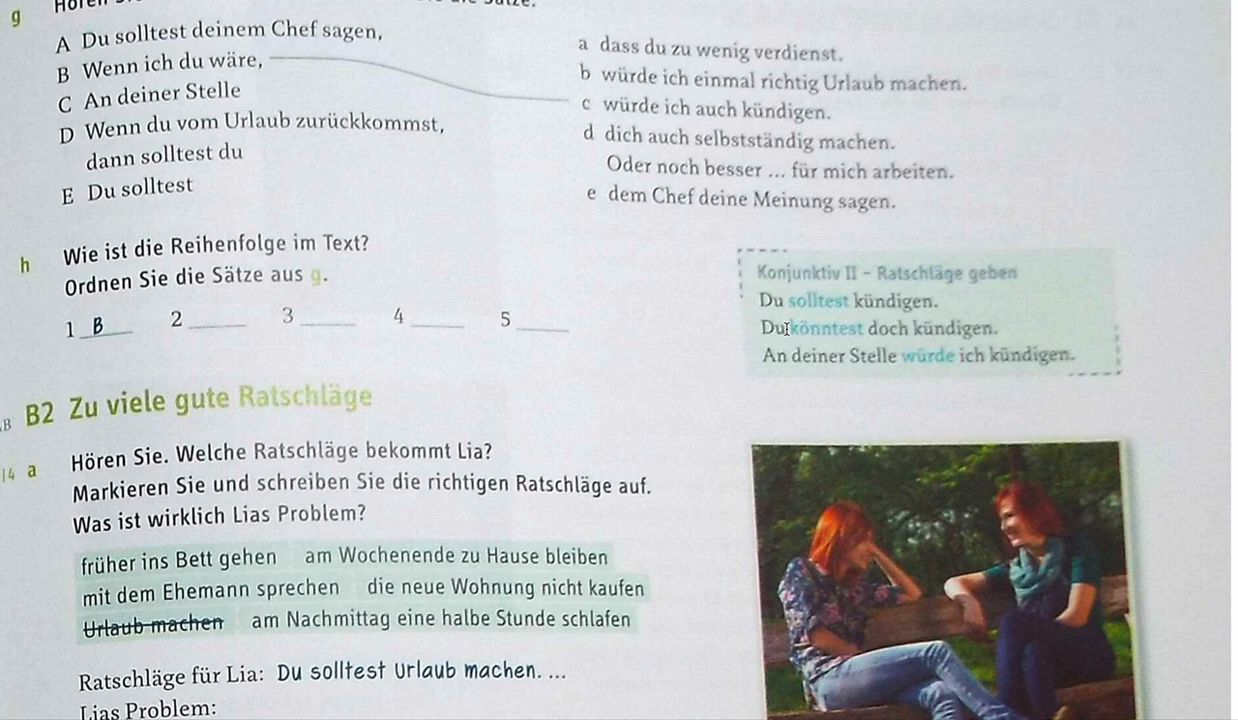 g
A Du solltest deinem Chef sagen,
B Wenn ich du wäre,
C An deiner Stelle
D Wenn du vom Urlaub zurückkommst,
dann solltest du
E Du solltest
a dass du zu wenig verdienst.
b würde ich einmal richtig Urlaub machen.
c würde ich auch kündigen.
d dich auch selbstständig machen.
Oder noch besser ... für mich arbeiten.
e dem Chef deine Meinung sagen.
h Wie ist die Reihenfolge im Text?
Ordnen Sie die Sätze aus g.
1 B 2 ____ 3 ____ 4 ____ 5 ____
Konjunktiv II – Ratschläge geben
Du solltest kündigen.
Du könntest doch kündigen.
An deiner Stelle würde ich kündigen.
B2 Zu viele gute Ratschläge
14 a Hören Sie. Welche Ratschläge bekommt Lia?
Markieren Sie und schreiben Sie die richtigen Ratschläge auf.
Was ist wirklich Lias Problem?
früher ins Bett gehen am Wochenende zu Hause bleiben
mit dem Ehemann sprechen die neue Wohnung nicht kaufen
Urlaub machen am Nachmittag eine halbe Stunde schlafen
Ratschläge für Lia: Du solltest Urlaub machen. ...
Lias Problem: